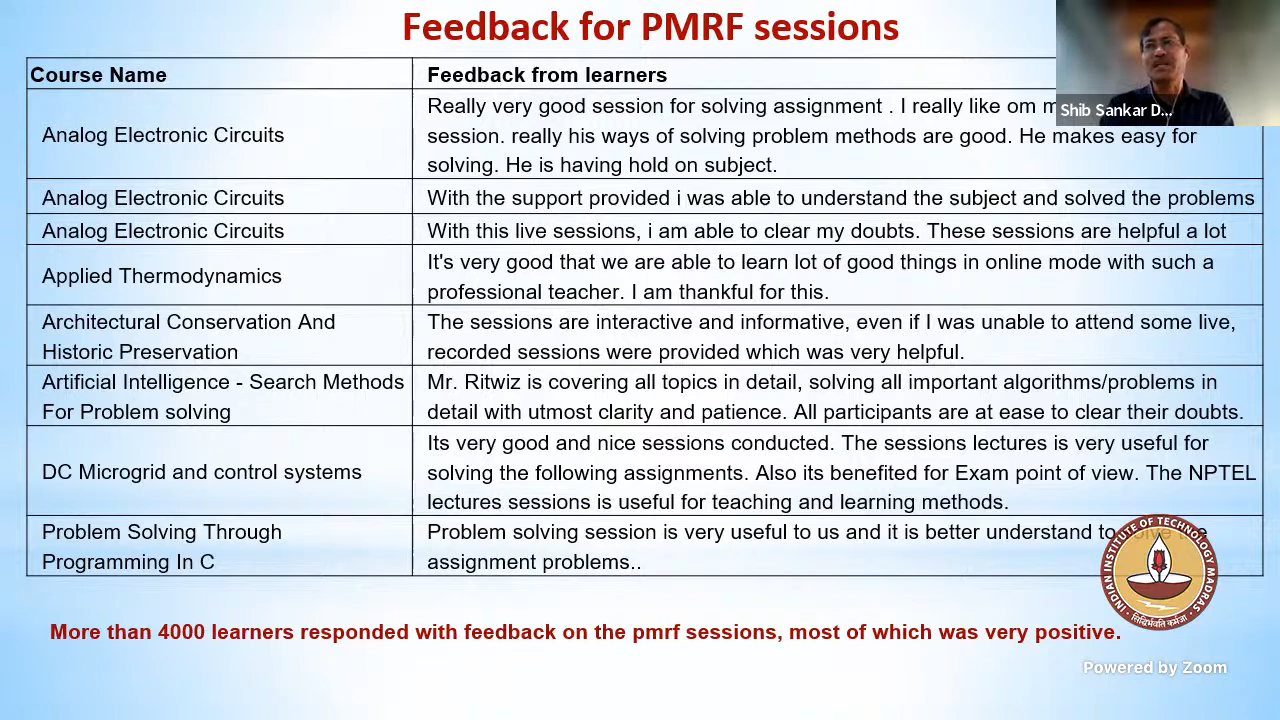 Feedback for PMRF sessions
Course Name
Feedback from learners
Analog Electronic Circuits
Really very good session for solving assignment . I really like om
session. really his ways of solving problem methods are good. He makes easy for
solving. He is having hold on subject.
Analog Electronic Circuits
With the support provided i was able to understand the subject and solved the problems
Analog Electronic Circuits
With this live sessions, i am able to clear my doubts. These sessions are helpful a lot
Applied Thermodynamics
It's very good that we are able to learn lot of good things in online mode with such a
professional teacher. I am thankful for this.
Architectural Conservation And
Historic Preservation
The sessions are interactive and informative, even if I was unable to attend some live,
recorded sessions were provided which was very helpful.
Artificial Intelligence - Search Methods
For Problem solving
Mr. Ritwiz is covering all topics in detail, solving all important algorithms/problems in
detail with utmost clarity and patience. All participants are at ease to clear their doubts.
DC Microgrid and control systems
Its very good and nice sessions conducted. The sessions lectures is very useful for
solving the following assignments. Also its benefited for Exam point of view. The NPTEL
lectures sessions is useful for teaching and learning methods.
Problem Solving Through
Programming In C
Problem solving session is very useful to us and it is better understand to
assignment problems..
More than 4000 learners responded with feedback on the pmrf sessions, most of which was very positive.
Shib Sankar D...
INDIAN INSTITUTE OF TECHNOLOGY MADRAS
सिद्धिर्भवति कर्मजा
Powered by Zoom